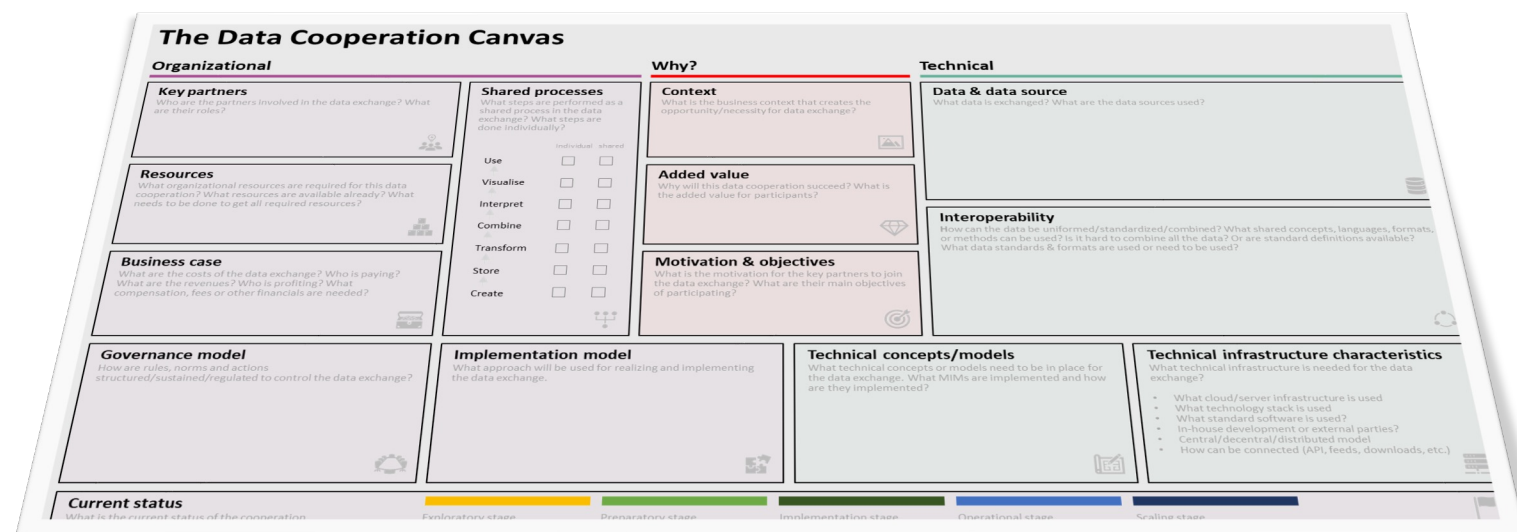 The Data Cooperation Canvas
Organizational
Why?
Technical
Key partners
Who are the partners involved in the data exchange? What
are their roles?
Resources
What organizational resources are required for this data
cooperation? What resources are available already? What
needs to be done to get all required resources?
Business case
What are the costs of the data exchange? Who is paying?
What are the revenues? Who is profiting? What
compensation, fees or other financials are needed?
Shared processes
What steps are performed as a
shared process in the data
exchange? What steps are
done individually?
individual shared
Use
Visualise
Interpret
Combine
Transform
Store
Create
Context
What is the business context that creates the
opportunity/necessity for data exchange?
Added value
Why will this data cooperation succeed? What is
the added value for participants?
Motivation & objectives
What is the motivation for the key partners to join
the data exchange? What are their main objectives
of participating?
Data & data source
What data is exchanged? What are the data sources used?
Interoperability
How can the data be uniformed/standardized/combined? What shared concepts, languages, formats,
or methods can be used? Is it hard to combine all the data? Or are standard definitions available?
What data standards & formats are used or need to be used?
Governance model
How are rules, norms and actions
structured/sustained/regulated to control the data exchange?
Implementation model
What approach will be used for realizing and implementing
the data exchange.
Technical concepts/models
What technical concepts or models need to be in place for
the data exchange. What MIMs are implemented and how
are they implemented?
Technical infrastructure characteristics
What technical infrastructure is needed for the data
exchange?
• What cloud/server infrastructure is used
• What technology stack is used
• What standard software is used?
• In-house development or external parties?
• Central/decentral/distributed model
• How can be connected (API, feeds, downloads, etc.)
Current status
What is the current status of the cooperation
Exploratory stage
Preparatory stage
Implementation stage
Operational stage
Scaling stage